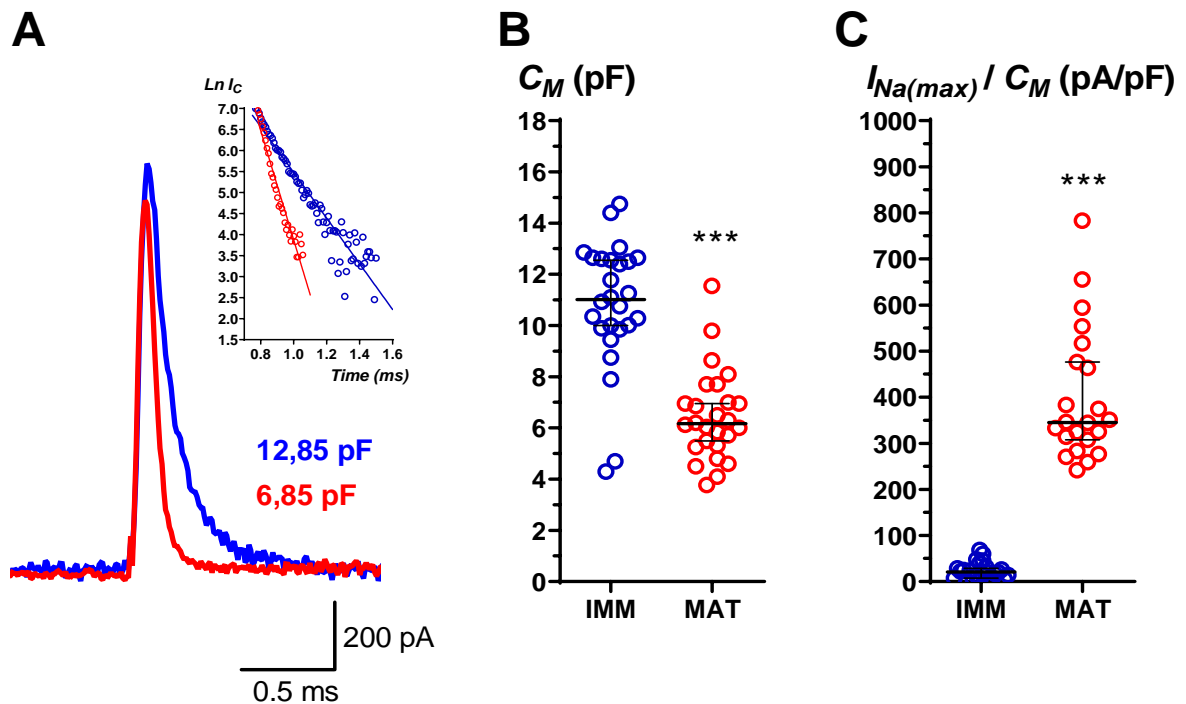 A
Ln I_C
7.0
6.5
6.0
5.5
5.0
4.5
4.0
3.5
3.0
2.5
2.0
1.5
0.8 1.0 1.2 1.4 1.6
Time (ms)
12,85 pF
6,85 pF
200 pA
0.5 ms
B
C_M (pF)
18
16
14
12
10
8
6
4
2
0
***
IMM MAT
C
I_Na(max) / C_M (pA/pF)
1000
900
800
700
600
500
400
300
200
100
0
***
IMM MAT